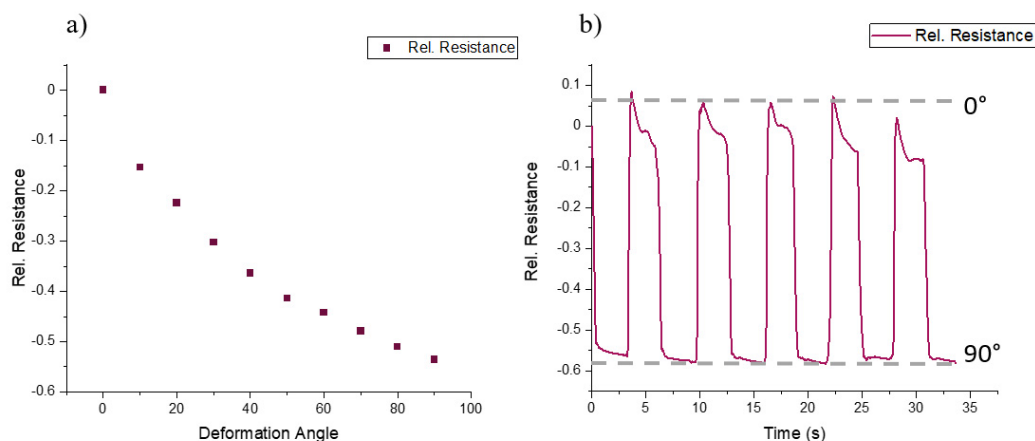 a)
Rel. Resistance
0
-0.1
-0.2
-0.3
-0.4
-0.5
-0.6
Rel. Resistance
0 20 40 60 80 100
Deformation Angle
b)
Rel. Resistance
0.1
0
-0.1
-0.2
-0.3
-0.4
-0.5
-0.6
Rel. Resistance
0°
90°
0 5 10 15 20 25 30 35
Time (s)